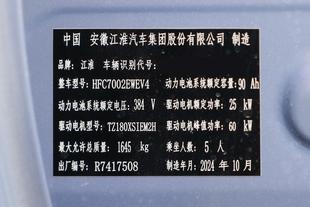 中国 安徽江淮汽车集团股份有限公司 制造
品牌：江淮 车辆识别代号：
整车型号：HFC7002EWEV4 动力电池系统额定容量：90 Ah
动力电池系统额定电压：384 V 驱动电机额定功率：25 kW
驱动电机型号：TZ180XSIEM2H 驱动电机峰值功率：60 kW
最大允许总质量：1645 kg 乘坐人数：5 人
出厂编号：R7417508 制造年月：2024 年 10 月